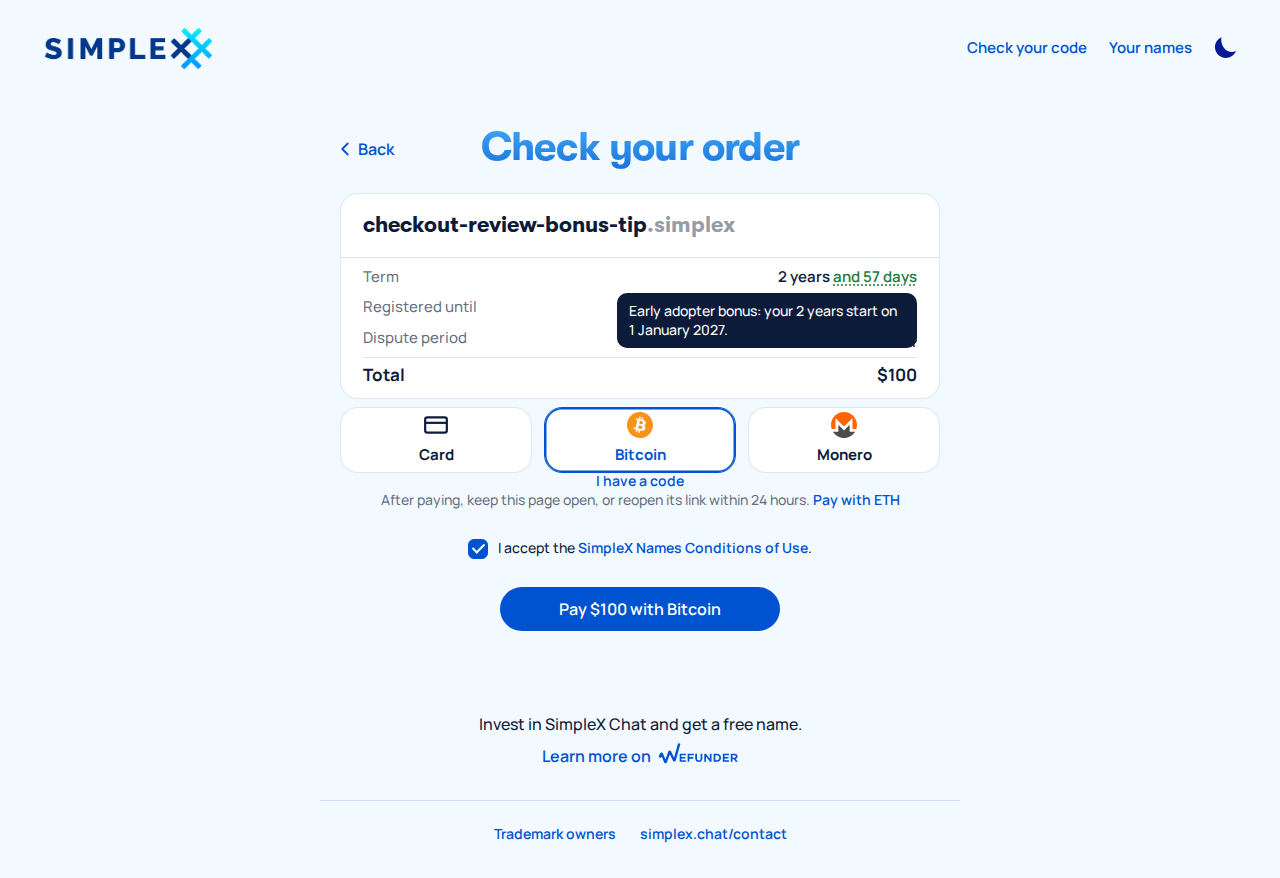 SIMPLEX
Check your code
Your names
Back
Check your order
checkout-review-bonus-tip.simplex
Term
2 years and 57 days
Registered until
Early adopter bonus: your 2 years start on
1 January 2027.
Dispute period
Total
$100
Card
Bitcoin
Monero
I have a code
After paying, keep this page open, or reopen its link within 24 hours. Pay with ETH
I accept the SimpleX Names Conditions of Use.
Pay $100 with Bitcoin
Invest in SimpleX Chat and get a free name.
Learn more on WEFUNDER
Trademark owners
simplex.chat/contact